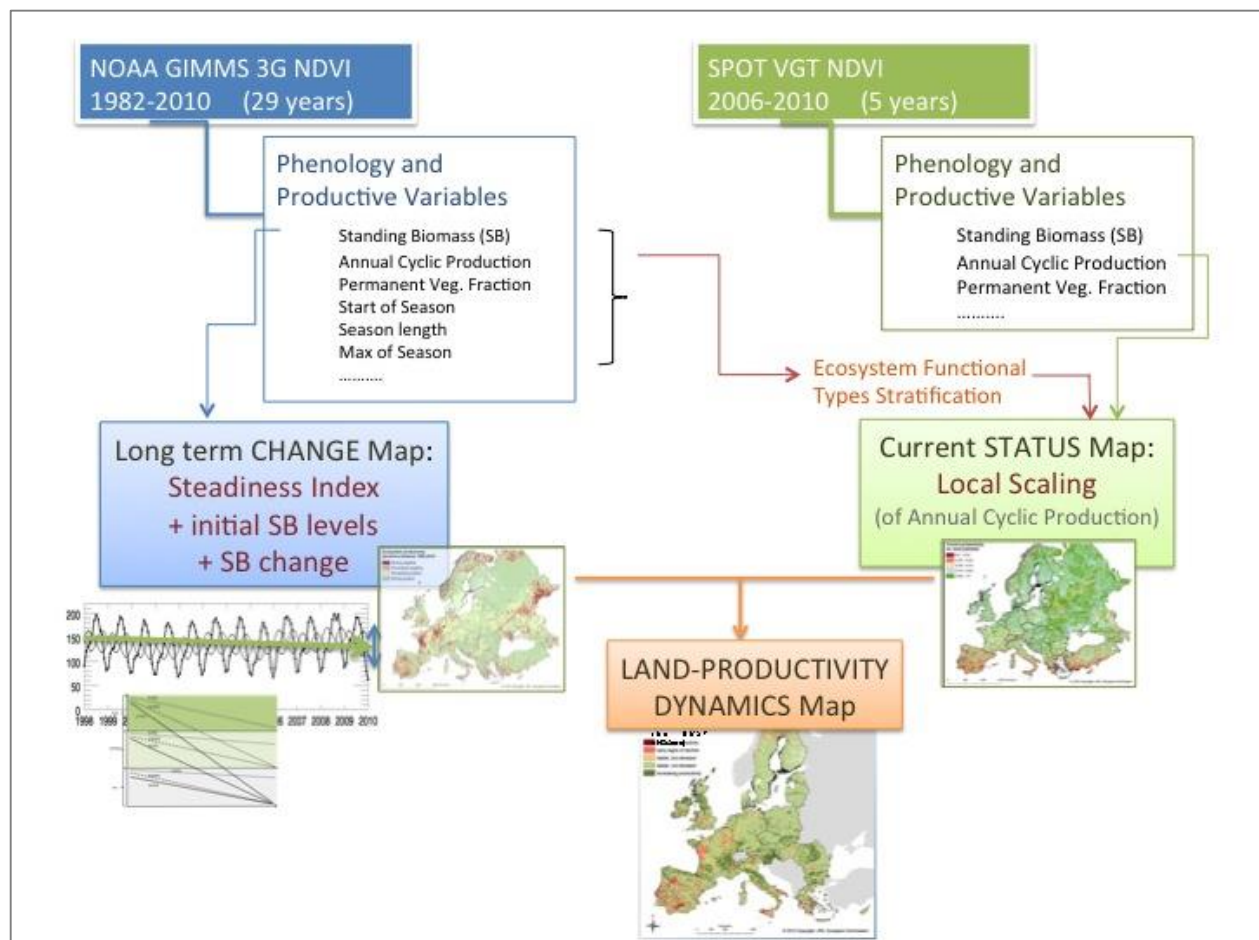 NOAA GIMMS 3G NDVI
1982-2010 (29 years)
SPOT VGT NDVI
2006-2010 (5 years)
Phenology and
Productive Variables
Standing Biomass (SB)
Annual Cyclic Production
Permanent Veg. Fraction
Start of Season
Season length
Max of Season
..........
Phenology and
Productive Variables
Standing Biomass (SB)
Annual Cyclic Production
Permanent Veg. Fraction
..........
Ecosystem Functional
Types Stratification
Long term CHANGE Map:
Steadiness Index
+ initial SB levels
+ SB change
Current STATUS Map:
Local Scaling
(of Annual Cyclic Production)
200
150
100
50
0
1998 1999 2007 2008 2009 2010
LAND-PRODUCTIVITY
DYNAMICS Map